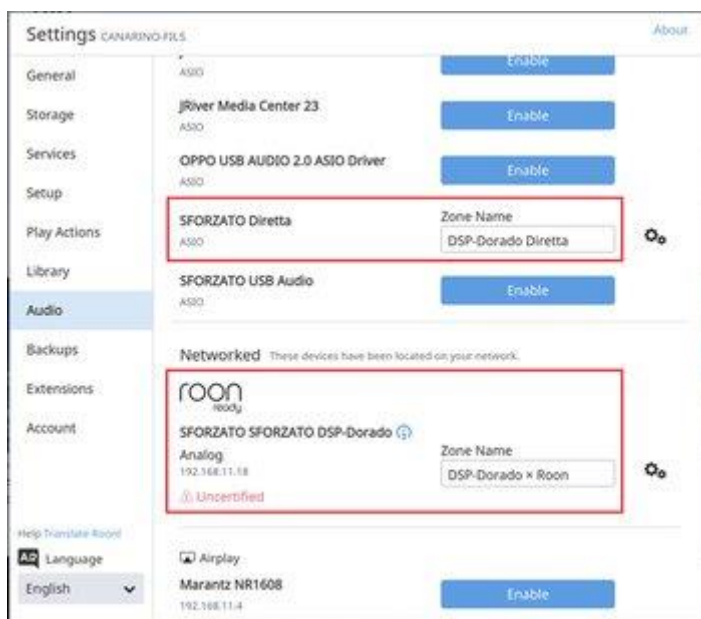 Settings CANARINO-FILS
About
General
Storage
Services
Setup
Play Actions
Library
Audio
Backups
Extensions
Account
Help Translate Roon!
Language
English
ASIO
Enable
JRiver Media Center 23
ASIO
Enable
OPPO USB AUDIO 2.0 ASIO Driver
ASIO
Enable
SFORZATO Diretta
ASIO
Zone Name
DSP-Dorado Diretta
SFORZATO USB Audio
ASIO
Enable
Networked These devices have been located on your network.
roon
ready
SFORZATO SFORZATO DSP-Dorado
Analog
192.168.11.18
Uncertified
Zone Name
DSP-Dorado × Roon
Airplay
Marantz NR1608
192.168.11.4
Enable